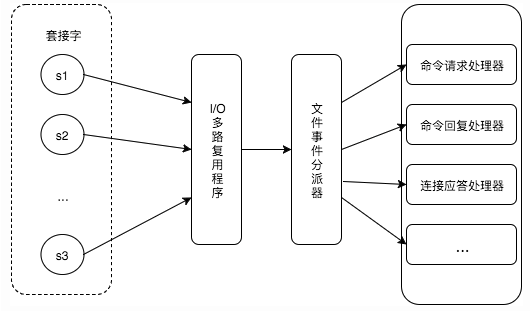 套接字
s1
s2
...
s3
I/O
多
路
复
用
程
序
文
件
事
件
分
派
器
命令请求处理器
命令回复处理器
连接应答处理器
...